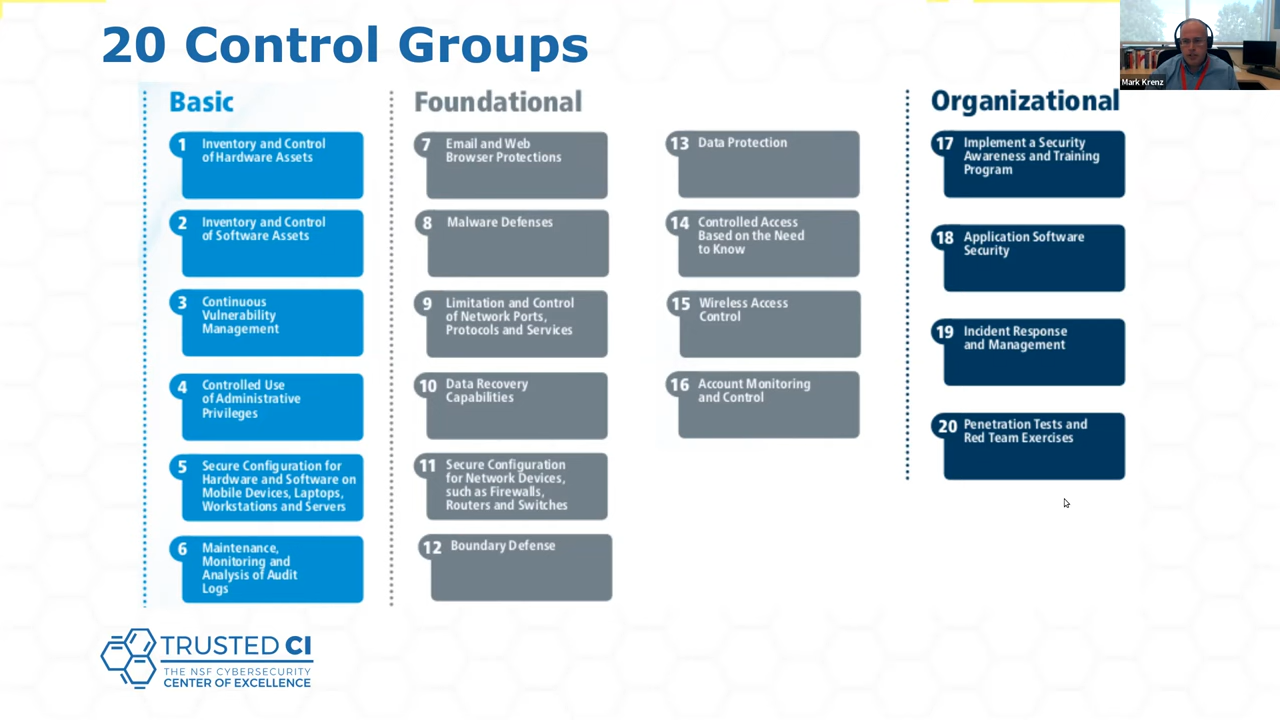 20 Control Groups
Mark Krenz
Basic
1 Inventory and Control
of Hardware Assets
2 Inventory and Control
of Software Assets
3 Continuous
Vulnerability
Management
4 Controlled Use
of Administrative
Privileges
5 Secure Configuration for
Hardware and Software on
Mobile Devices, Laptops,
Workstations and Servers
6 Maintenance,
Monitoring and
Analysis of Audit
Logs
Foundational
7 Email and Web
Browser Protections
8 Malware Defenses
9 Limitation and Control
of Network Ports,
Protocols and Services
10 Data Recovery
Capabilities
11 Secure Configuration
for Network Devices,
such as Firewalls,
Routers and Switches
12 Boundary Defense
13 Data Protection
14 Controlled Access
Based on the Need
to Know
15 Wireless Access
Control
16 Account Monitoring
and Control
Organizational
17 Implement a Security
Awareness and Training
Program
18 Application Software
Security
19 Incident Response
and Management
20 Penetration Tests and
Red Team Exercises
TRUSTED CI
THE NSF CYBERSECURITY
CENTER OF EXCELLENCE